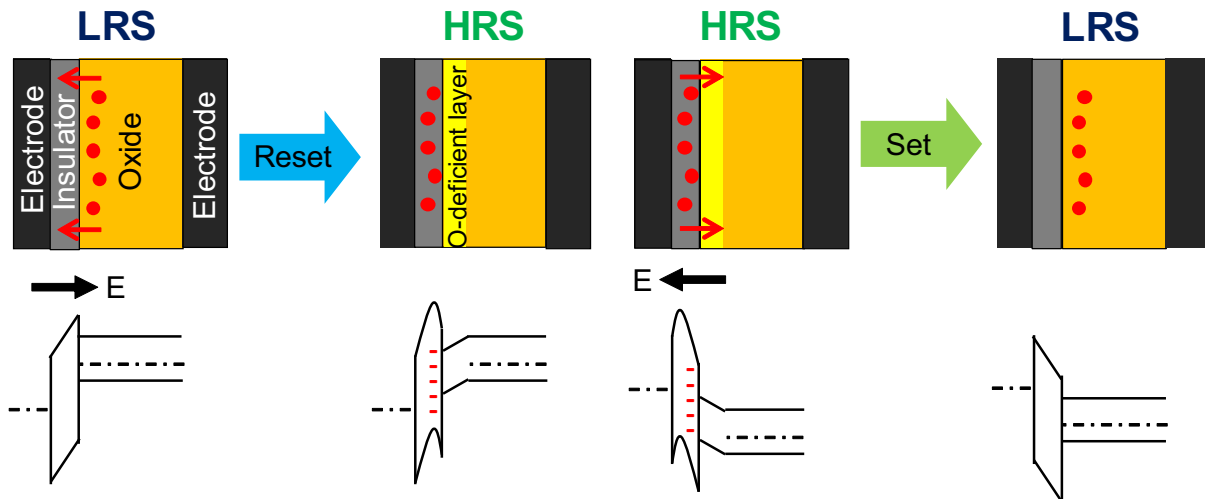 LRS
HRS
HRS
LRS
Electrode
Insulator
Oxide
Electrode
Reset
O-deficient layer
Set
E
E